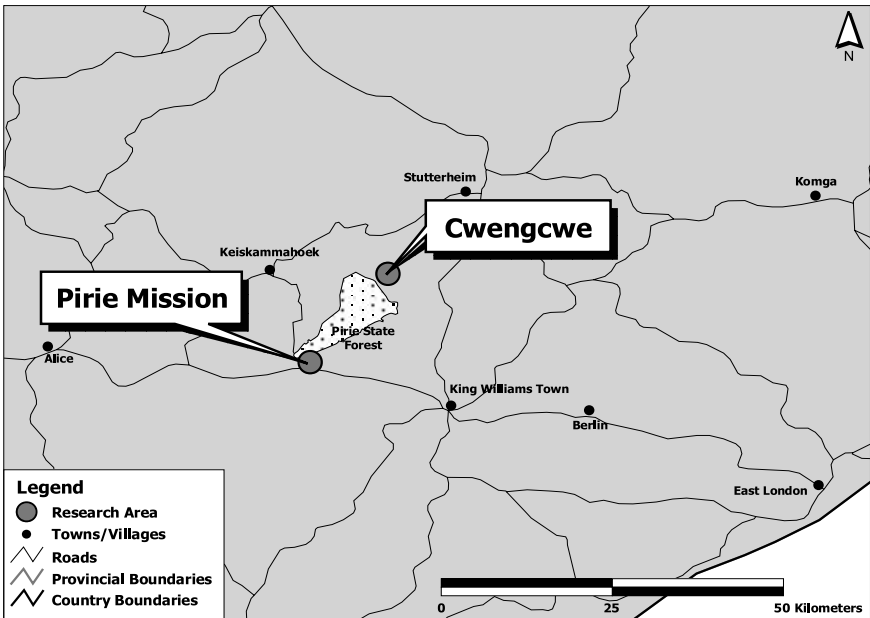 N
Stutterheim
Komga
Cwengcwe
Keiskammahoek
Pirie Mission
Pirie State
Forest
Alice
King Williams Town
Berlin
East London
Legend
Research Area
Towns/Villages
Roads
Provincial Boundaries
Country Boundaries
0 25 50 Kilometers